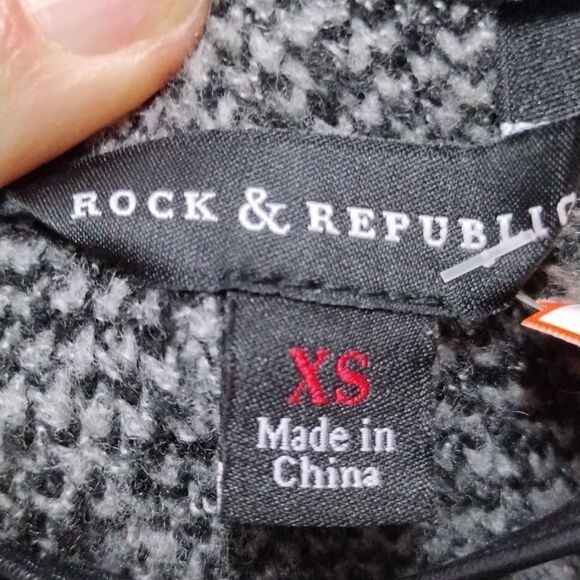 ROCK & REPUBLIC
XS
Made in
China